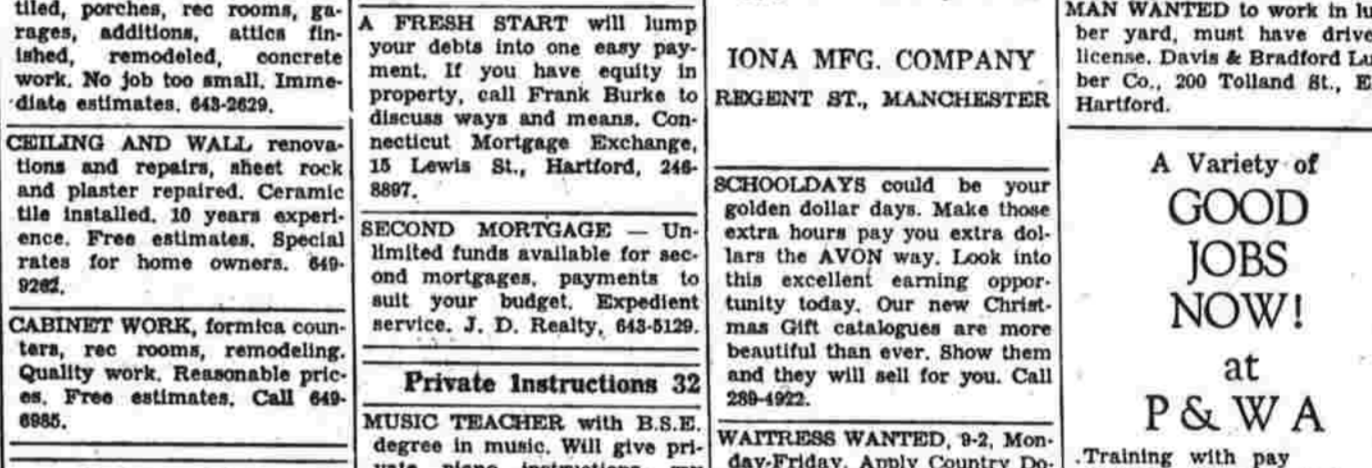 tiled, porches, rec rooms, ga-
rages, additions, attics fin-
ished, remodeled, concrete
work. No job too small. Imme-
diate estimates. 643-2629.
CEILING AND WALL renova-
tions and repairs, sheet rock
and plaster repaired. Ceramic
tile installed. 10 years experi-
ence. Free estimates. Special
rates for home owners. 649-
9262.
CABINET WORK, formica coun-
ters, rec rooms, remodeling.
Quality work. Reasonable pric-
es. Free estimates. Call 649-
6985.
A FRESH START will lump
your debts into one easy pay-
ment. If you have equity in
property, call Frank Burke to
discuss ways and means. Con-
necticut Mortgage Exchange,
15 Lewis St., Hartford, 246-
8897.
SECOND MORTGAGE — Un-
limited funds available for sec-
ond mortgages, payments to
suit your budget. Expedient
service. J. D. Realty, 643-5129.
Private Instructions 32
MUSIC TEACHER with B.S.E.
degree in music. Will give pri-
IONA MFG. COMPANY
REGENT ST., MANCHESTER
SCHOOLDAYS could be your
golden dollar days. Make those
extra hours pay you extra dol-
lars the AVON way. Look into
this excellent earning oppor-
tunity today. Our new Christ-
mas Gift catalogues are more
beautiful than ever. Show them
and they will sell for you. Call
289-4922.
WAITRESS WANTED, 9-2, Mon-
day-Friday. Apply Country Do-
MAN WANTED to work in lu
ber yard, must have drive
license. Davis & Bradford Lu
ber Co., 200 Tolland St., E
Hartford.
A Variety of
GOOD
JOBS
NOW!
at
P & W A
.Training with pay